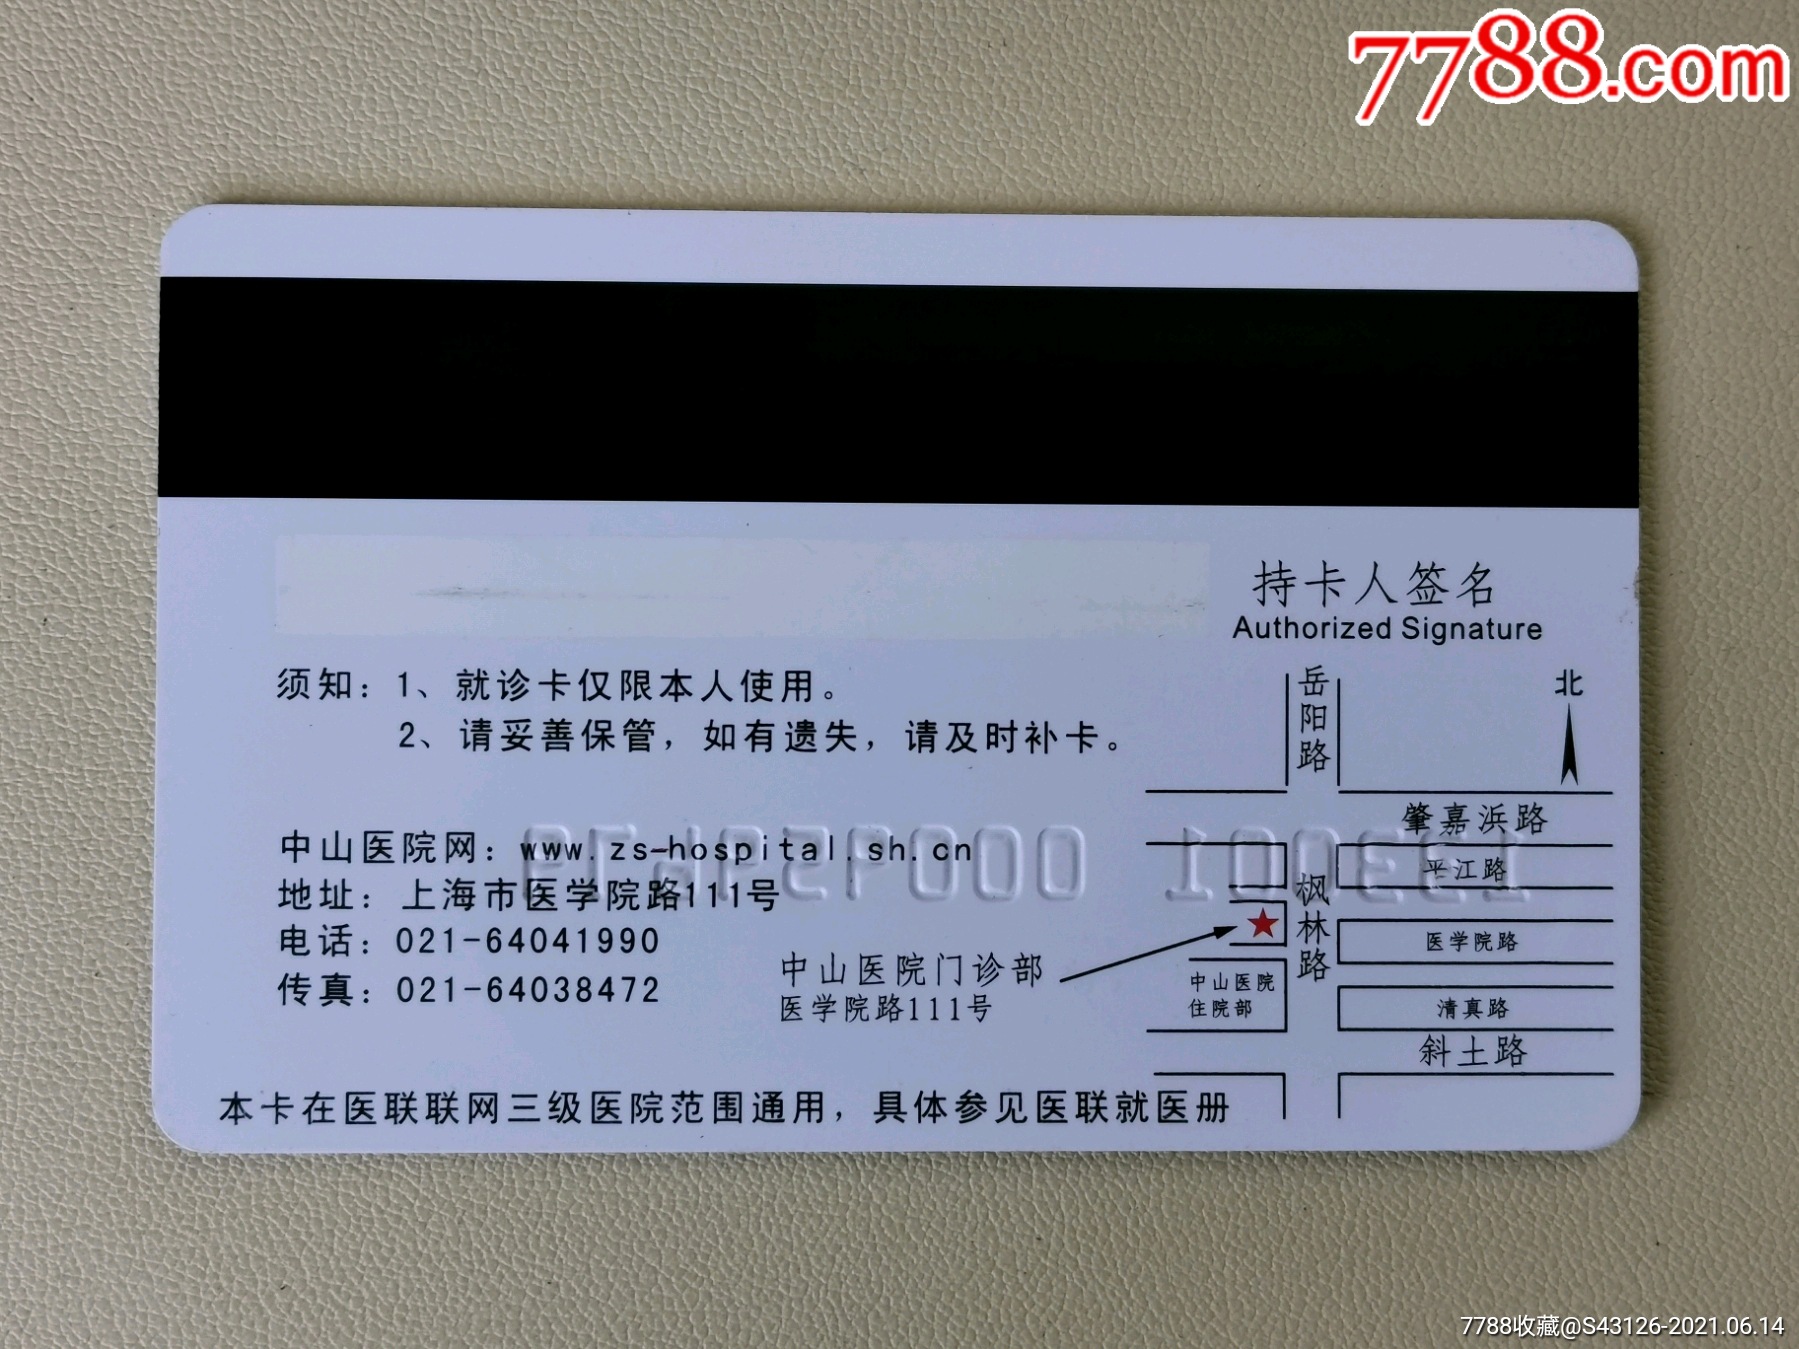 7788.com
持卡人签名
Authorized Signature
须知：1、就诊卡仅限本人使用。
2、请妥善保管，如有遗失，请及时补卡。
中山医院网：www.zs-hospital.sh.cn
地址：上海市医学院路111号
电话：021-64041990
传真：021-64038472
中山医院门诊部
医学院路111号
岳阳路
北
肇嘉浜路
平江路
枫林路
医学院路
中山医院
住院部
清真路
斜土路
本卡在医联联网三级医院范围通用，具体参见医联就医册
7788收藏@S43126-2021.06.14